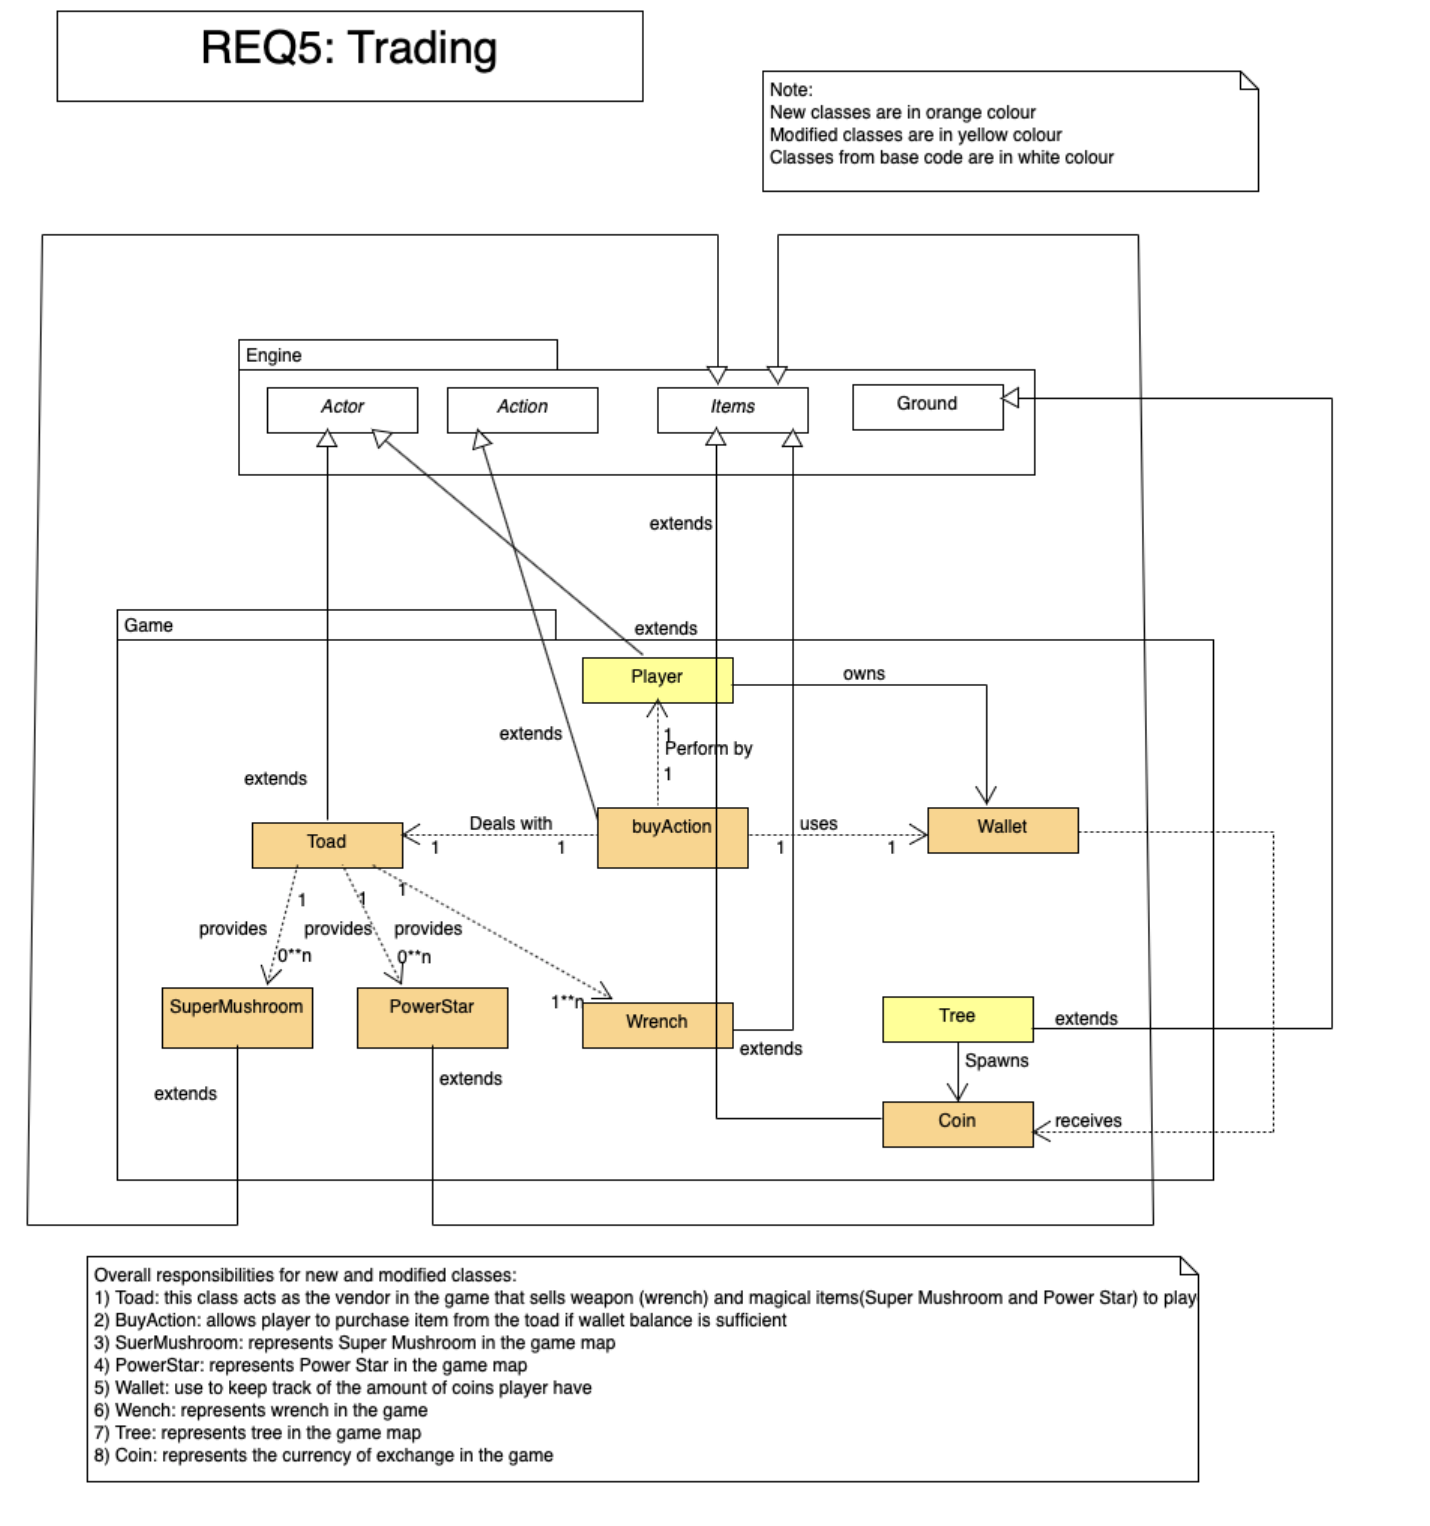 REQ5: Trading
Note:
New classes are in orange colour
Modified classes are in yellow colour
Classes from base code are in white colour
Engine
Actor
Action
Items
Ground
extends
Game
extends
Player
owns
extends
1
Perform by
1
extends
Toad
Deals with
1
1
buyAction
uses
1
1
Wallet
1
1
1
provides
provides
provides
0**n
0**n
1**n
SuperMushroom
PowerStar
Wrench
extends
Tree
extends
Spawns
extends
extends
Coin
receives
Overall responsibilities for new and modified classes:
1) Toad: this class acts as the vendor in the game that sells weapon (wrench) and magical items(Super Mushroom and Power Star) to play
2) BuyAction: allows player to purchase item from the toad if wallet balance is sufficient
3) SuerMushroom: represents Super Mushroom in the game map
4) PowerStar: represents Power Star in the game map
5) Wallet: use to keep track of the amount of coins player have
6) Wench: represents wrench in the game
7) Tree: represents tree in the game map
8) Coin: represents the currency of exchange in the game